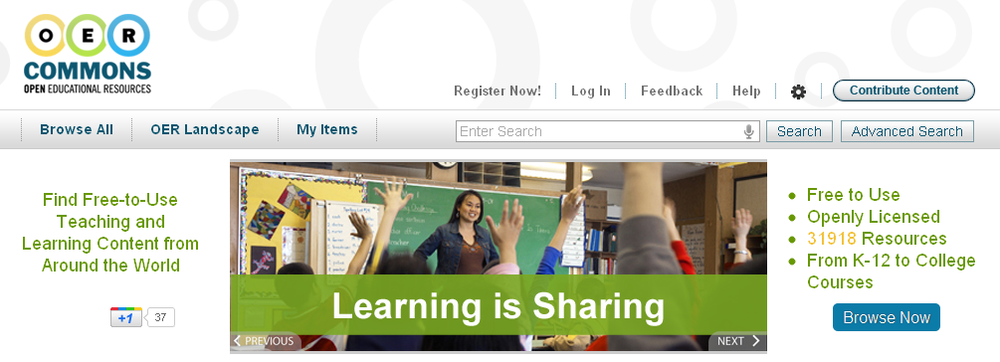 OER
COMMONS
OPEN EDUCATIONAL RESOURCES
Register Now!
Log In
Feedback
Help
Contribute Content
Browse All
OER Landscape
My Items
Enter Search
Search
Advanced Search
Find Free-to-Use
Teaching and
Learning Content from
Around the World
+1
37
Learning is Sharing
PREVIOUS
NEXT
Free to Use
Openly Licensed
31918 Resources
From K-12 to College
Courses
Browse Now